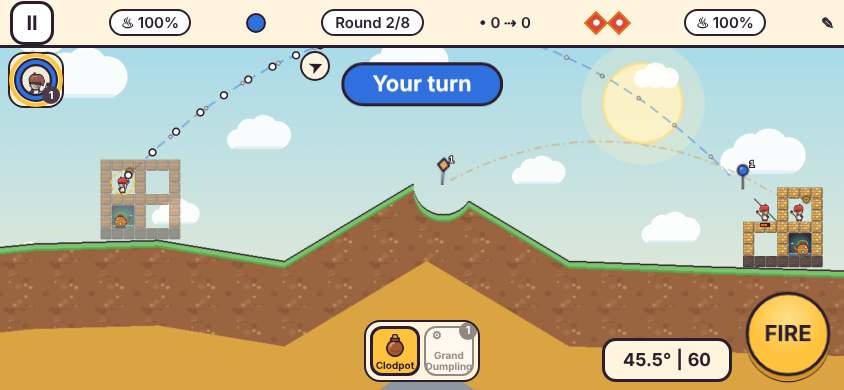 100%
Round 2/8
• 0 ⇢ 0
100%
1
Your turn
1
1
Clodpot
1
Grand
Dumpling
45.5° | 60
FIRE